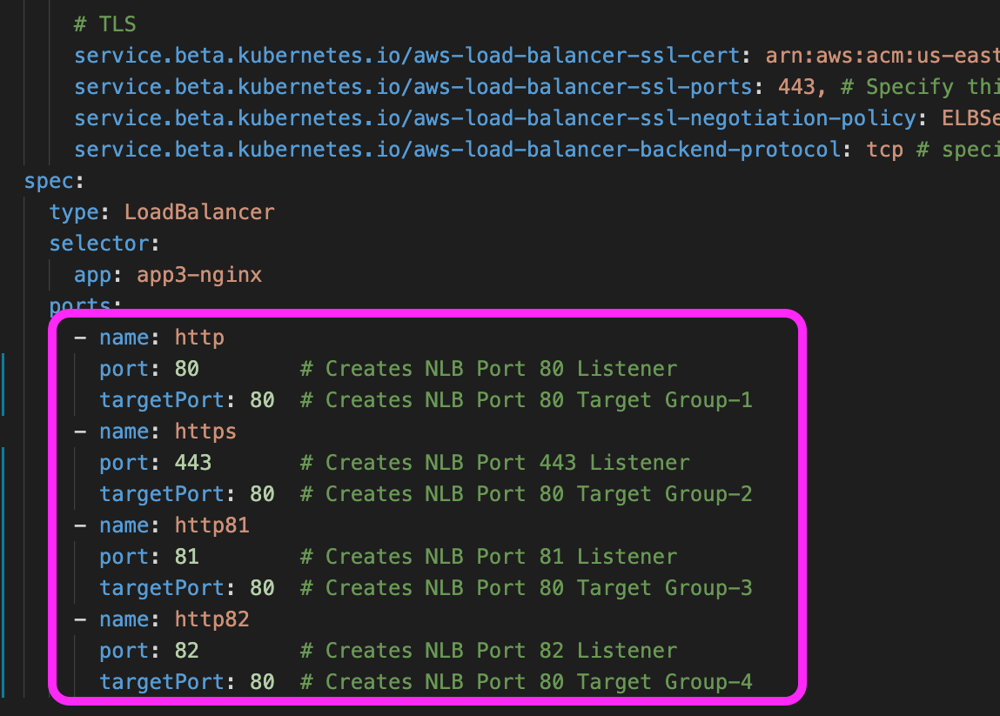 # TLS
service.beta.kubernetes.io/aws-load-balancer-ssl-cert: arn:aws:acm:us-east
service.beta.kubernetes.io/aws-load-balancer-ssl-ports: 443, # Specify thi
service.beta.kubernetes.io/aws-load-balancer-ssl-negotiation-policy: ELBSe
service.beta.kubernetes.io/aws-load-balancer-backend-protocol: tcp # speci
spec:
type: LoadBalancer
selector:
app: app3-nginx
ports:
- name: http
port: 80 # Creates NLB Port 80 Listener
targetPort: 80 # Creates NLB Port 80 Target Group-1
- name: https
port: 443 # Creates NLB Port 443 Listener
targetPort: 80 # Creates NLB Port 80 Target Group-2
- name: http81
port: 81 # Creates NLB Port 81 Listener
targetPort: 80 # Creates NLB Port 80 Target Group-3
- name: http82
port: 82 # Creates NLB Port 82 Listener
targetPort: 80 # Creates NLB Port 80 Target Group-4